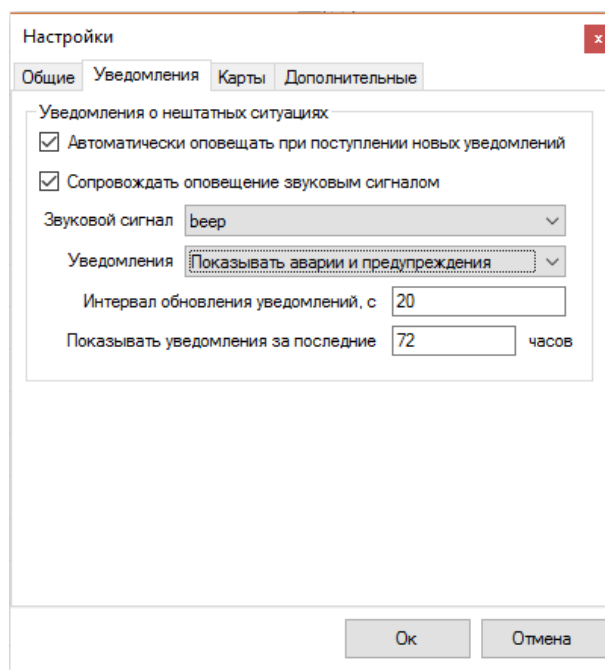 Настройки
x
Общие Уведомления Карты Дополнительные
Уведомления о нештатных ситуациях
Автоматически оповещать при поступлении новых уведомлений
Сопровождать оповещение звуковым сигналом
Звуковой сигнал beep
Уведомления Показывать аварии и предупреждения
Интервал обновления уведомлений, с 20
Показывать уведомления за последние 72 часов
Ок Отмена